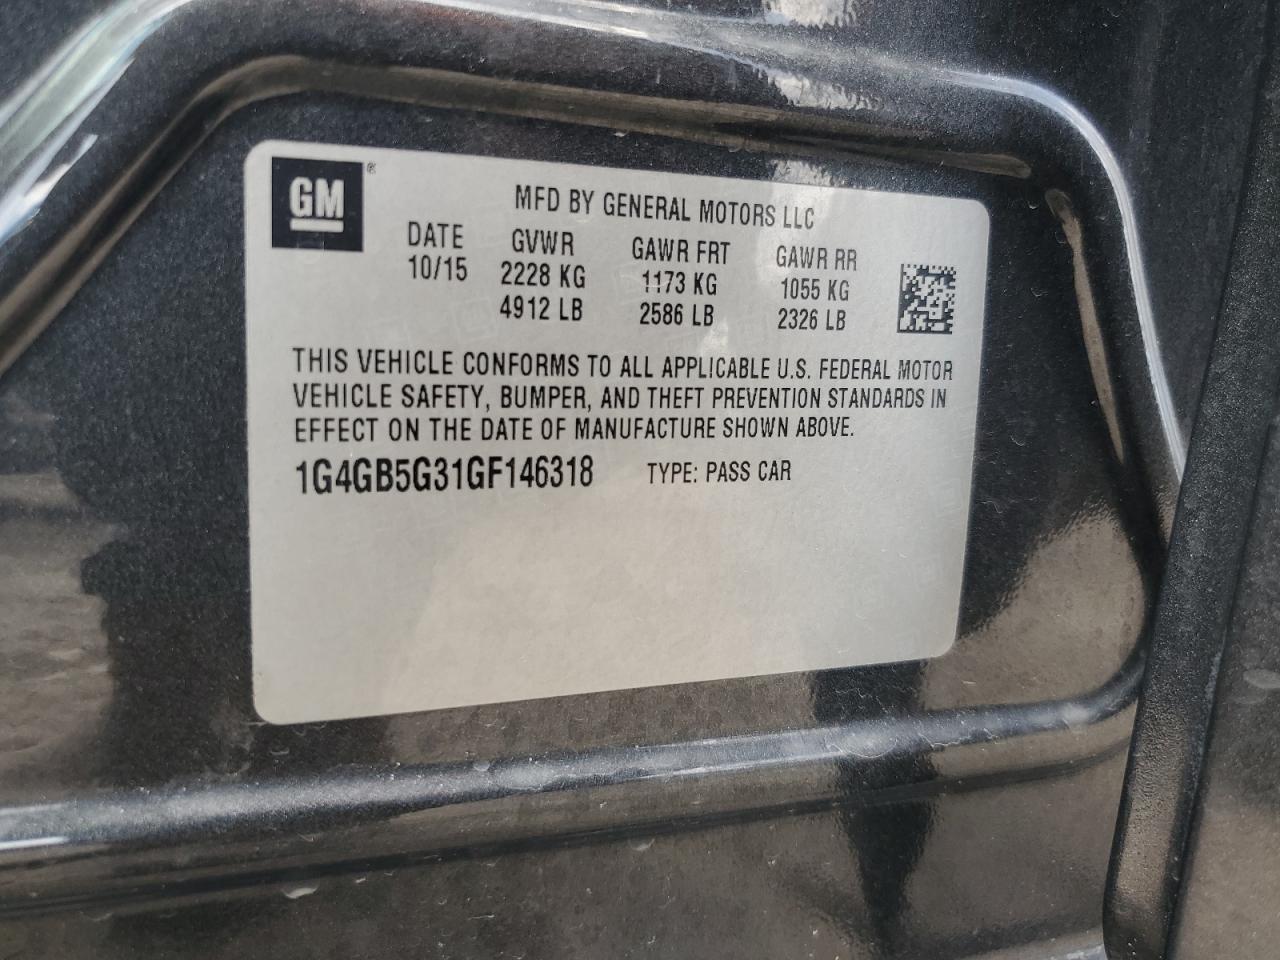 GM ®
MFD BY GENERAL MOTORS LLC
DATE GVWR GAWR FRT GAWR RR
10/15 2228 KG 1173 KG 1055 KG
4912 LB 2586 LB 2326 LB
THIS VEHICLE CONFORMS TO ALL APPLICABLE U.S. FEDERAL MOTOR
VEHICLE SAFETY, BUMPER, AND THEFT PREVENTION STANDARDS IN
EFFECT ON THE DATE OF MANUFACTURE SHOWN ABOVE.
1G4GB5G31GF146318 TYPE: PASS CAR